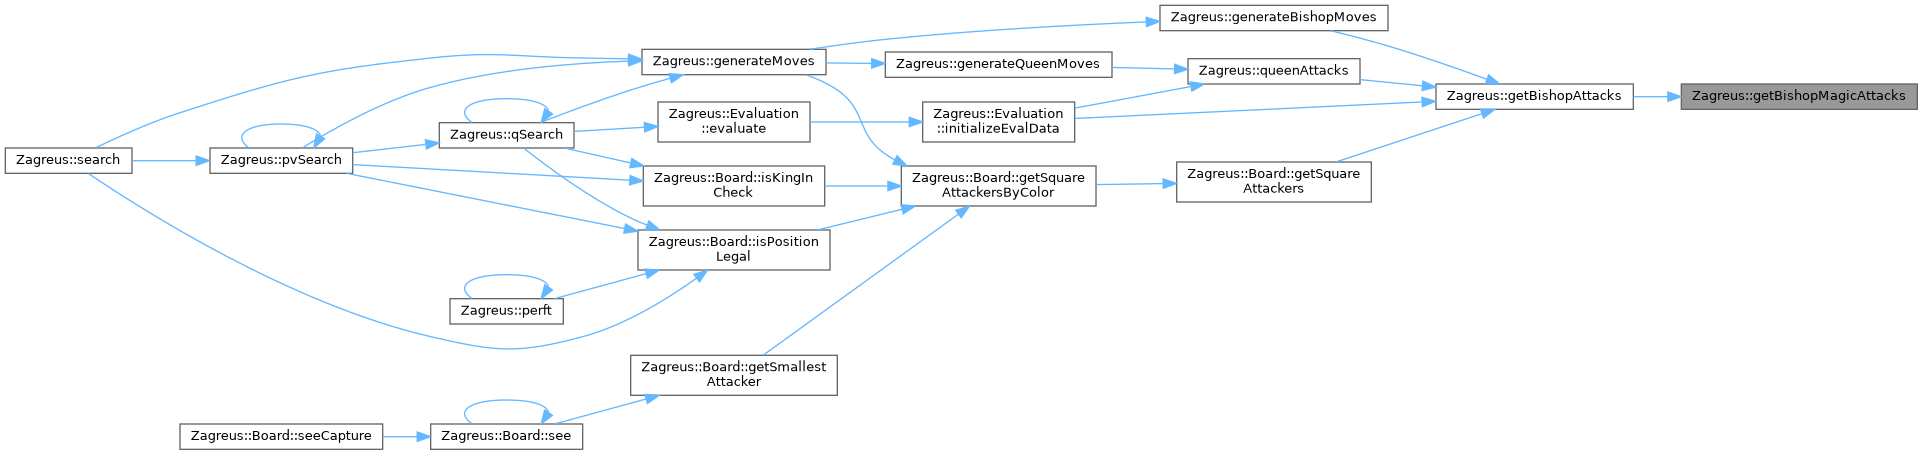 Zagreus::generateBishopMoves
Zagreus::generateMoves
Zagreus::generateQueenMoves
Zagreus::queenAttacks
Zagreus::getBishopAttacks
Zagreus::getBishopMagicAttacks
Zagreus::Evaluation
::evaluate
Zagreus::Evaluation
::initializeEvalData
Zagreus::qSearch
Zagreus::search
Zagreus::pvSearch
Zagreus::Board::isKingIn
Check
Zagreus::Board::getSquare
AttackersByColor
Zagreus::Board::getSquare
Attackers
Zagreus::Board::isPosition
Legal
Zagreus::perft
Zagreus::Board::getSmallest
Attacker
Zagreus::Board::seeCapture
Zagreus::Board::see